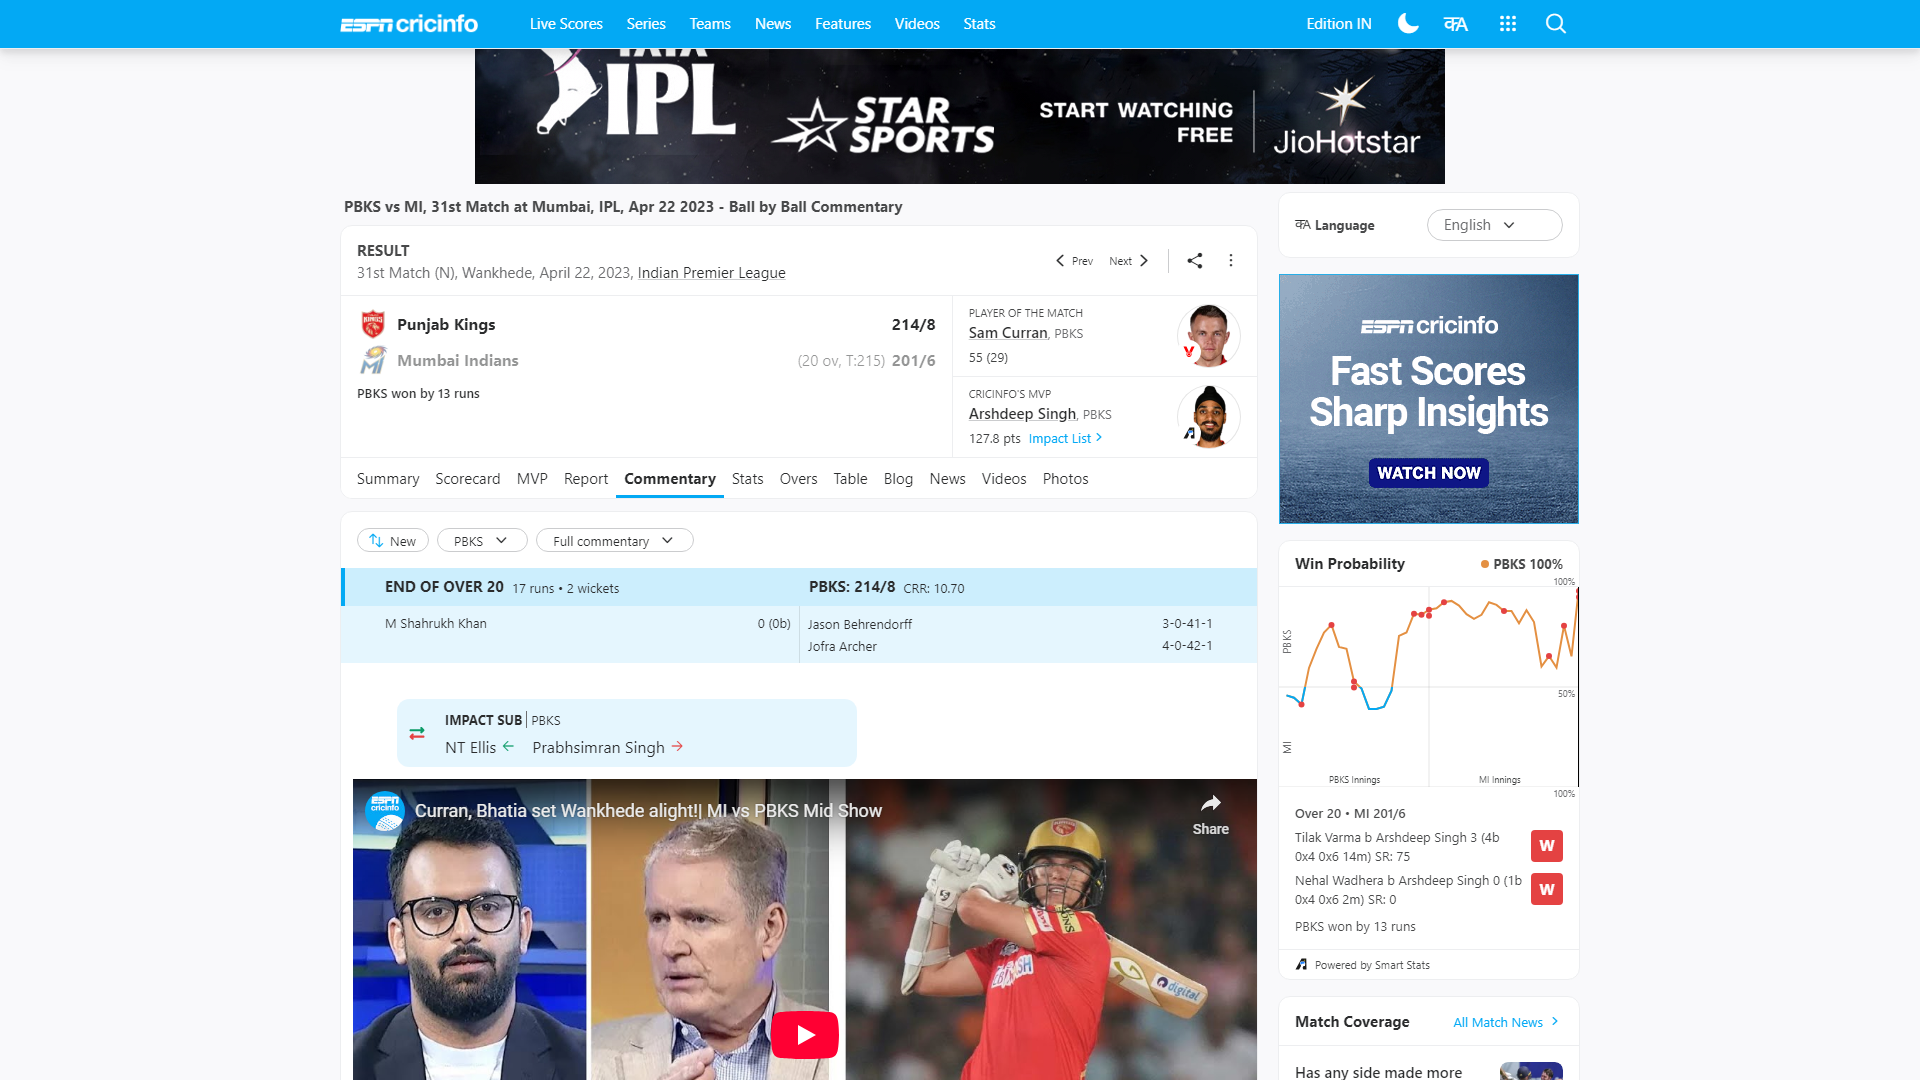 ESPN cricinfo
Live Scores Series Teams News Features Videos Stats
Edition IN
क A
IPL
STAR SPORTS
START WATCHING FREE
JioHotstar
PBKS vs MI, 31st Match at Mumbai, IPL, Apr 22 2023 - Ball by Ball Commentary
RESULT
31st Match (N), Wankhede, April 22, 2023, Indian Premier League
Prev Next
Punjab Kings 214/8
Mumbai Indians (20 ov, T:215) 201/6
PBKS won by 13 runs
PLAYER OF THE MATCH
Sam Curran, PBKS
55 (29)
CRICINFO'S MVP
Arshdeep Singh, PBKS
127.8 pts Impact List
Summary Scorecard MVP Report Commentary Stats Overs Table Blog News Videos Photos
New PBKS Full commentary
END OF OVER 20 17 runs • 2 wickets PBKS: 214/8 CRR: 10.70
M Shahrukh Khan 0 (0b)
Jason Behrendorff 3-0-41-1
Jofra Archer 4-0-42-1
IMPACT SUB PBKS
NT Ellis Prabhsimran Singh
ESPN cricinfo
Curran, Bhatia set Wankhede alight!| MI vs PBKS Mid Show
Share
digital
कA Language English
ESPN cricinfo
Fast Scores
Sharp Insights
WATCH NOW
Win Probability PBKS 100%
100%
PBKS
50%
MI
PBKS Innings MI Innings
100%
Over 20 • MI 201/6
Tilak Varma b Arshdeep Singh 3 (4b
0x4 0x6 14m) SR: 75
W
Nehal Wadhera b Arshdeep Singh 0 (1b
0x4 0x6 2m) SR: 0
W
PBKS won by 13 runs
Powered by Smart Stats
Match Coverage All Match News
Has any side made more